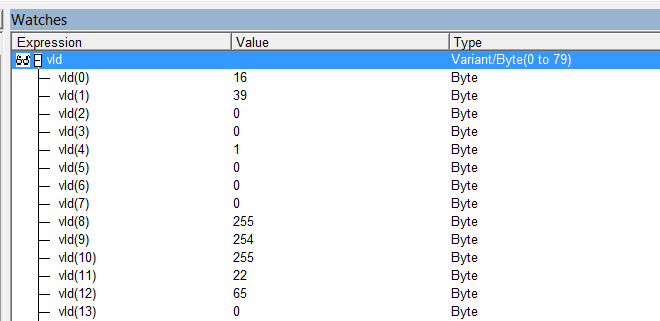 Watches
Expression Value Type
vld Variant/Byte(0 to 79)
vld(0) 16 Byte
vld(1) 39 Byte
vld(2) 0 Byte
vld(3) 0 Byte
vld(4) 1 Byte
vld(5) 0 Byte
vld(6) 0 Byte
vld(7) 0 Byte
vld(8) 255 Byte
vld(9) 254 Byte
vld(10) 255 Byte
vld(11) 22 Byte
vld(12) 65 Byte
vld(13) 0 Byte